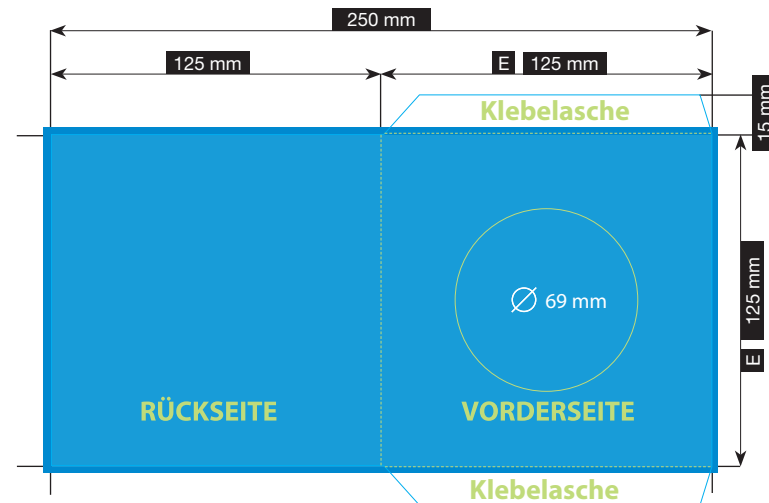 250 mm
125 mm
E 125 mm
Klebelasche
15 mm
Ø 69 mm
125 mm
E
RÜCKSEITE
VORDERSEITE
Klebelasche